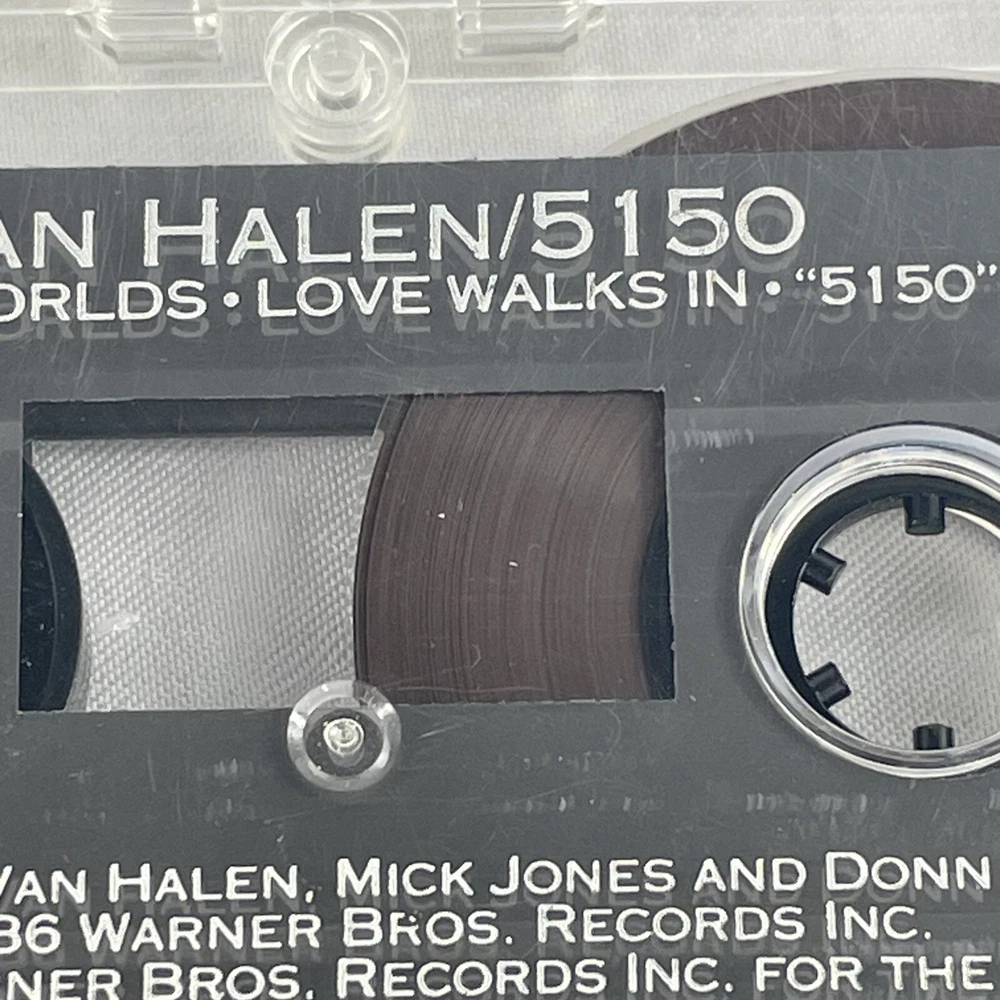 AN HALEN/5150
ORLDS • LOVE WALKS IN • “5150”
VAN HALEN, MICK JONES AND DONN
86 WARNER BROS. RECORDS INC.
NER BROS. RECORDS INC. FOR THE